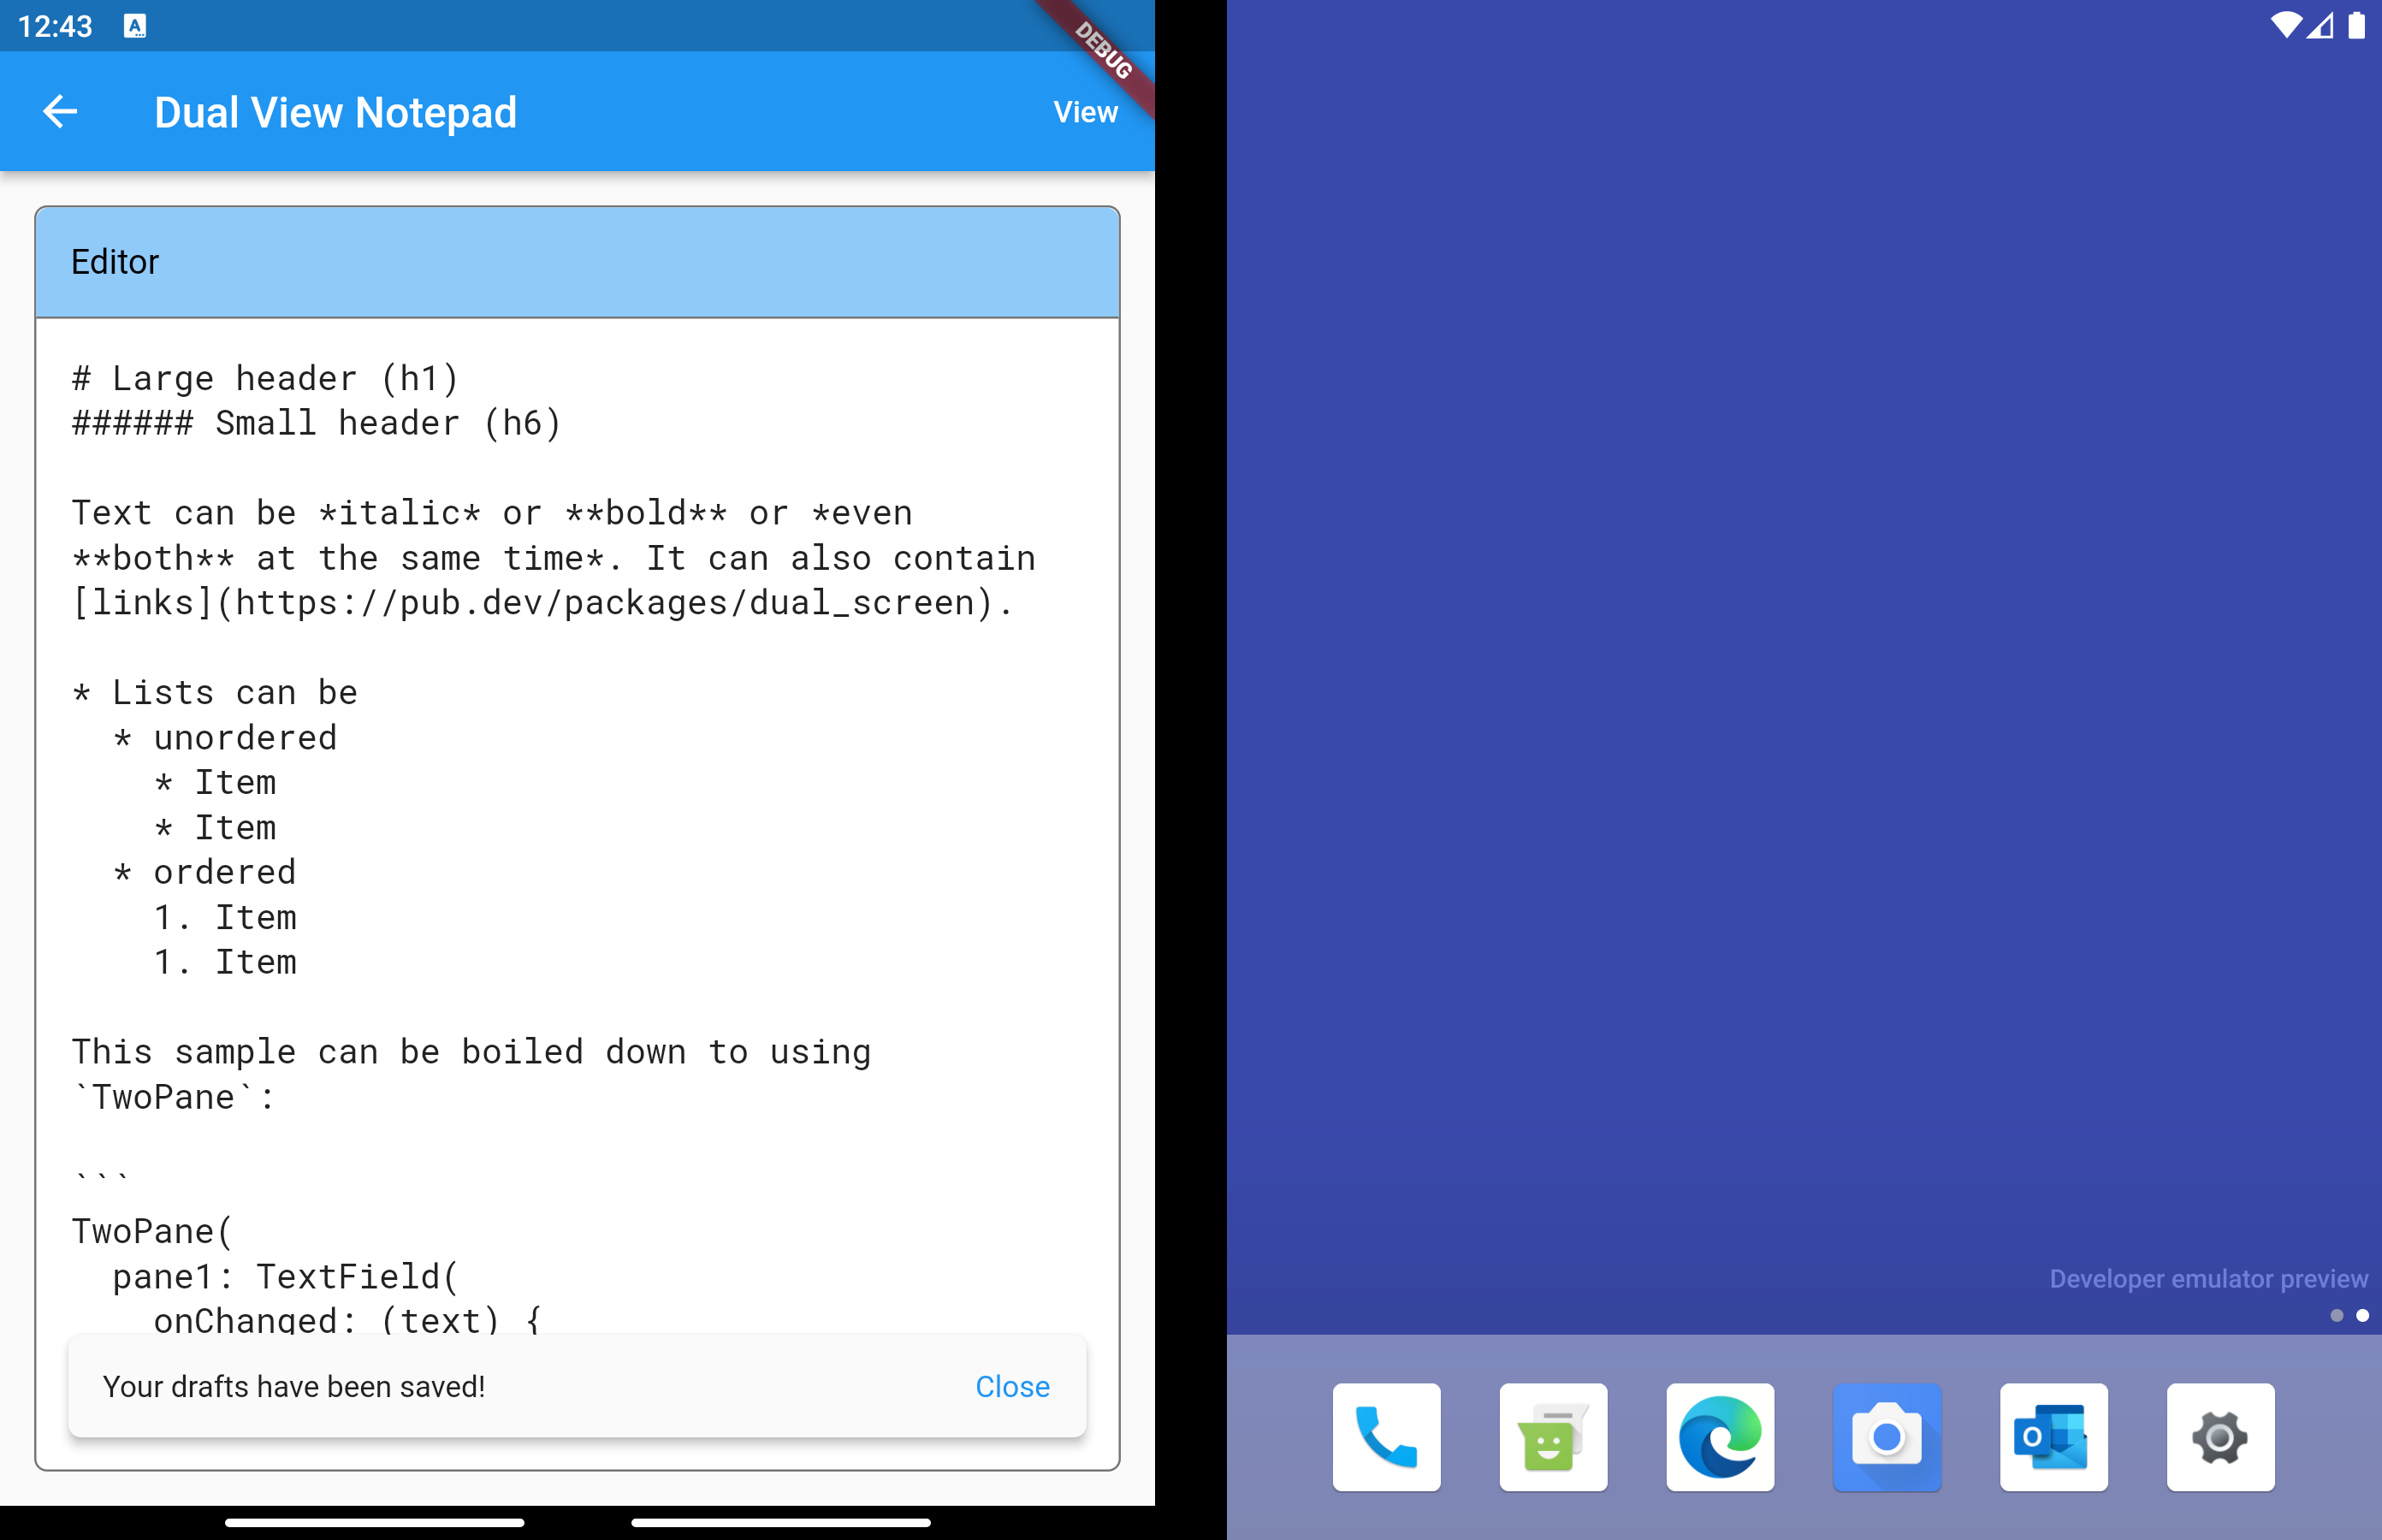 12:43
DEBUG
Dual View Notepad
View
Editor
# Large header (h1)
###### Small header (h6)
Text can be *italic* or **bold** or *even
**both** at the same time*. It can also contain
[links](https://pub.dev/packages/dual_screen).
* Lists can be
  * unordered
    * Item
    * Item
  * ordered
    1. Item
    1. Item
This sample can be boiled down to using
`TwoPane`:
```
TwoPane(
  pane1: TextField(
    onChanged: (text) {
Your drafts have been saved!
Close
Developer emulator preview